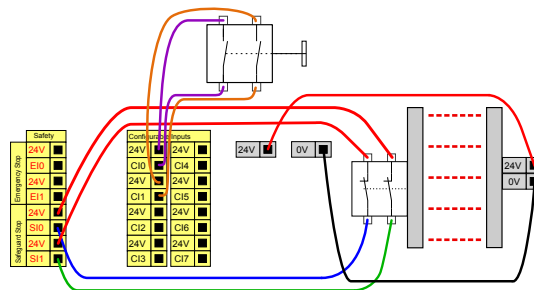 Safety
Emergency Stop
24V
EI0
24V
EI1
Safeguard Stop
24V
SI0
24V
SI1
Configurable Inputs
24V 24V
CI0 CI4
24V 24V
CI1 CI5
24V 24V
CI2 CI6
24V 24V
CI3 CI7
24V
0V
24V
0V